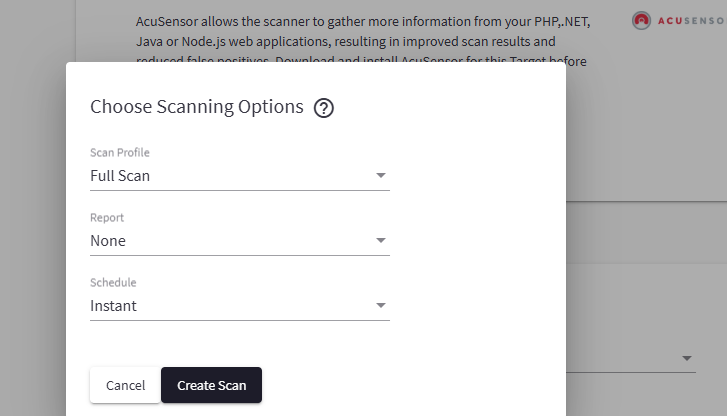 AcuSensor allows the scanner to gather more information from your PHP,.NET,
Java or Node.js web applications, resulting in improved scan results and
reduced false positives. Download and install AcuSensor for this Target before
ACUSENSO
Choose Scanning Options ?
Scan Profile
Full Scan
Report
None
Schedule
Instant
Cancel
Create Scan